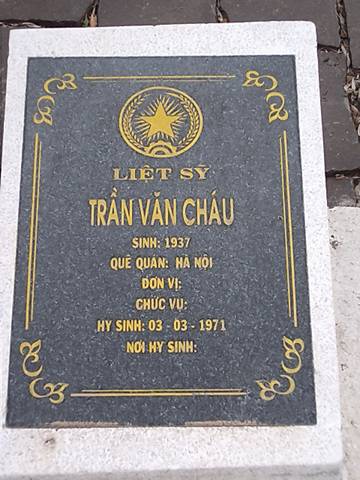 LIỆT SỸ
TRẦN VĂN CHÁU
SINH: 1937
QUÊ QUÁN: HÀ NỘI
ĐƠN VỊ:
CHỨC VỤ:
HY SINH: 03 - 03 - 1971
NƠI HY SINH: